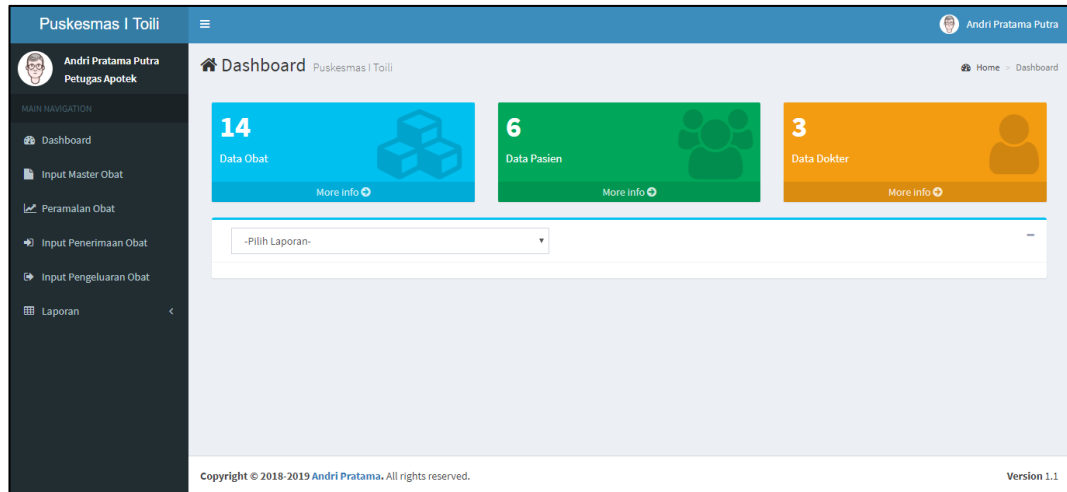 Puskesmas I Toili
Andri Pratama Putra
Andri Pratama Putra
Petugas Apotek
MAIN NAVIGATION
Dashboard
Input Master Obat
Peramalan Obat
Input Penerimaan Obat
Input Pengeluaran Obat
Laporan
Dashboard Puskesmas I Toili
Home > Dashboard
14
Data Obat
More info
6
Data Pasien
More info
3
Data Dokter
More info
-Pilih Laporan-
Copyright © 2018-2019 Andri Pratama. All rights reserved.
Version 1.1